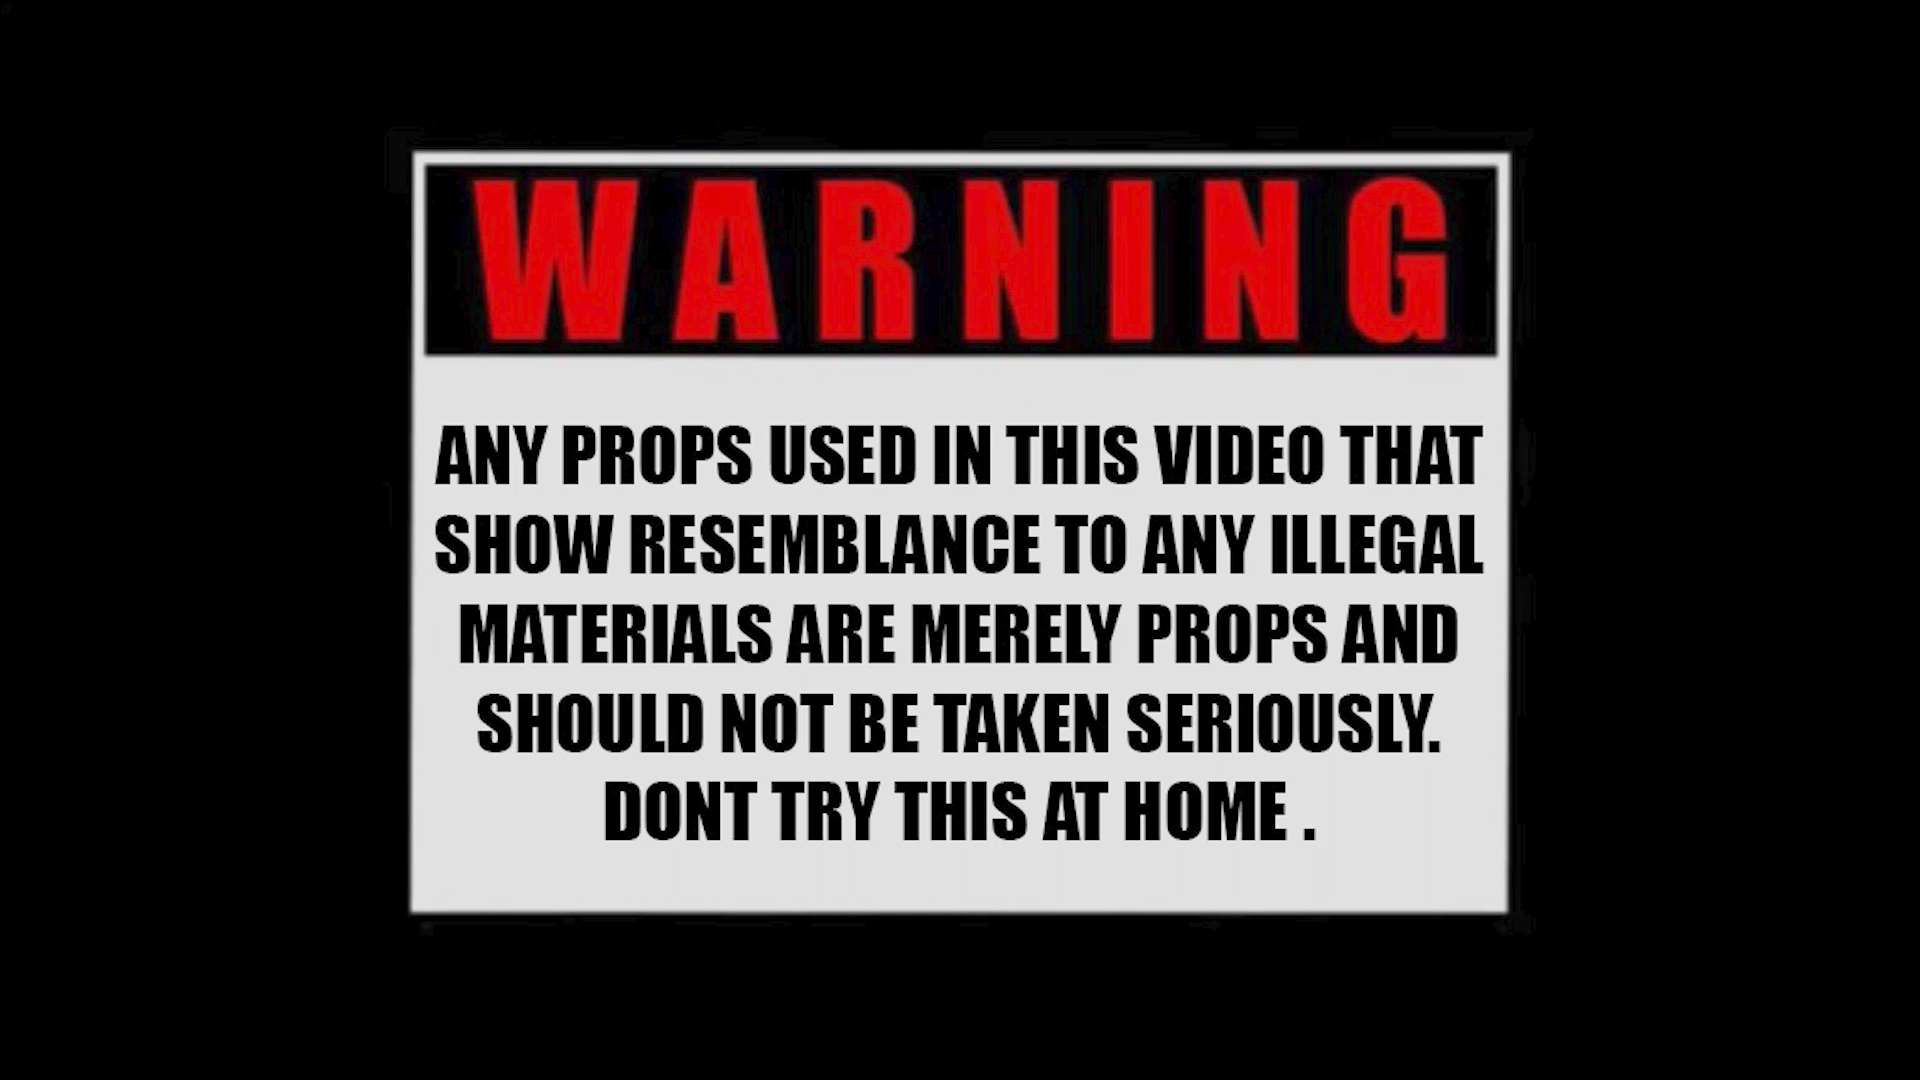 WARNING
ANY PROPS USED IN THIS VIDEO THAT
SHOW RESEMBLANCE TO ANY ILLEGAL
MATERIALS ARE MERELY PROPS AND
SHOULD NOT BE TAKEN SERIOUSLY.
DONT TRY THIS AT HOME .